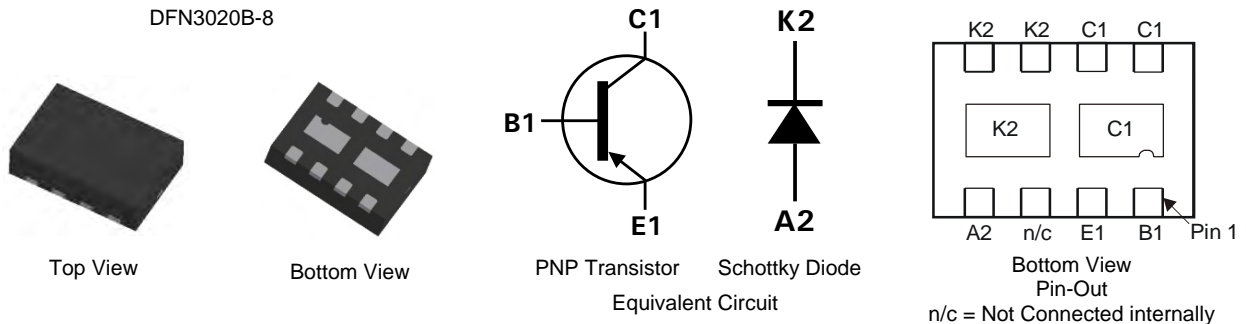 DFN3020B-8
Top View
Bottom View
C1
B1
E1
PNP Transistor
K2
A2
Schottky Diode
Equivalent Circuit
K2 K2 C1 C1
K2 C1
A2 n/c E1 B1 Pin 1
Bottom View
Pin-Out
n/c = Not Connected internally